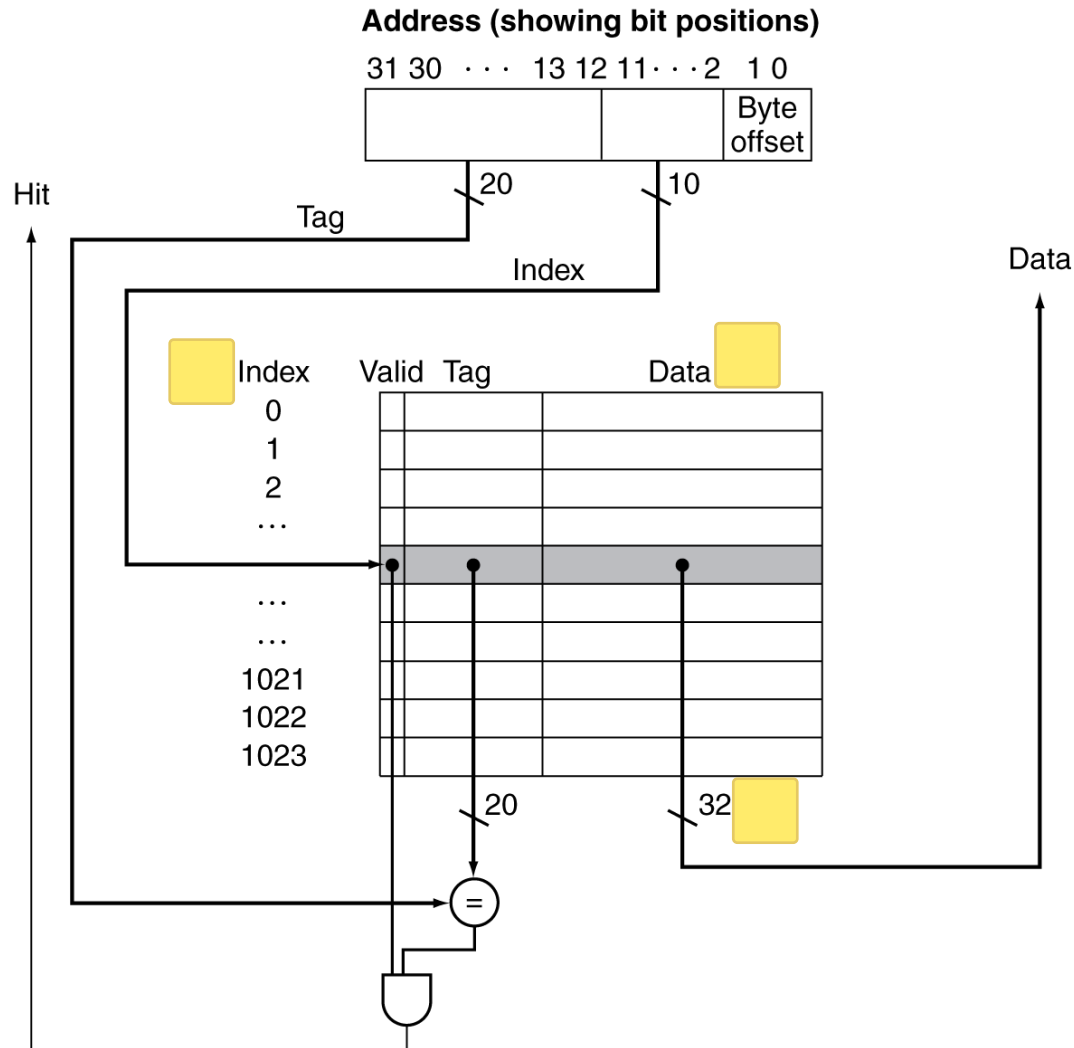 Address (showing bit positions)
31 30 · · · 13 12 11 · · · 2 1 0
Byte
offset
20 10
Hit
Tag
Index
Data
Index Valid Tag Data
0
1
2
...
...
...
1021
1022
1023
20 32
=